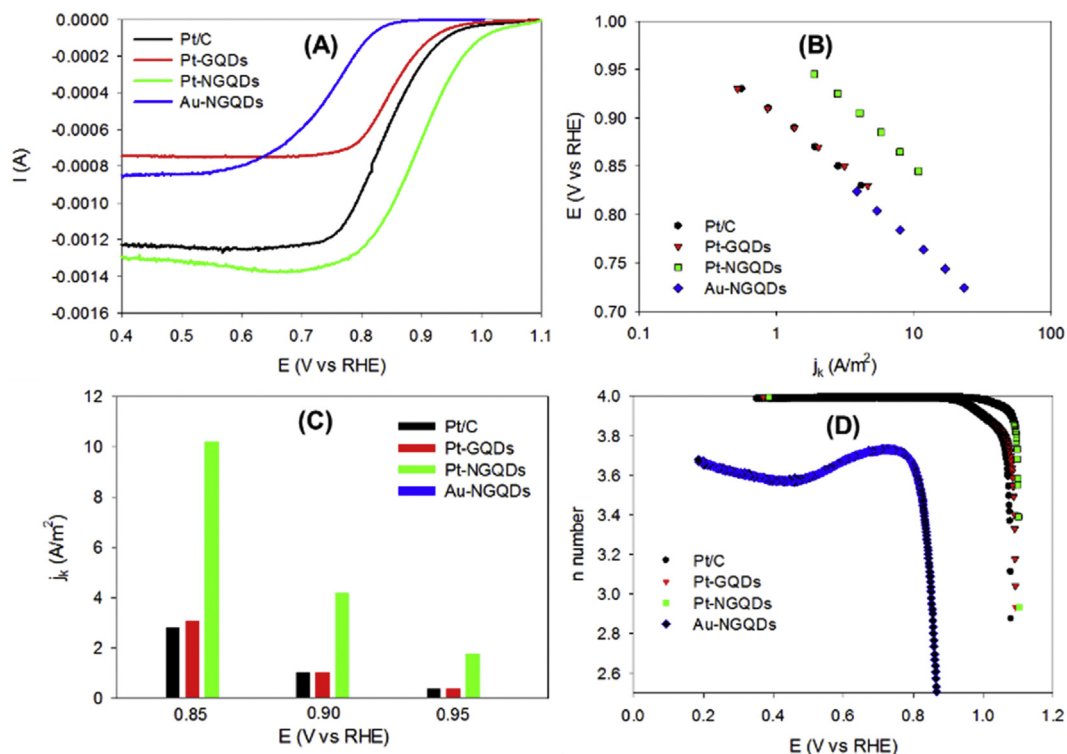 0.0000
-0.0002
-0.0004
-0.0006
-0.0008
-0.0010
-0.0012
-0.0014
-0.0016
I (A)
(A)
Pt/C
Pt-GQDs
Pt-NGQDs
Au-NGQDs
0.4 0.5 0.6 0.7 0.8 0.9 1.0 1.1
E (V vs RHE)
1.00
0.95
0.90
0.85
0.80
0.75
0.70
E (V vs RHE)
(B)
Pt/C
Pt-GQDs
Pt-NGQDs
Au-NGQDs
0.1 1 10 100
jk (A/m²)
12
10
8
6
4
2
0
jk (A/m²)
(C)
Pt/C
Pt-GQDs
Pt-NGQDs
Au-NGQDs
0.85 0.90 0.95
E (V vs RHE)
4.0
3.8
3.6
3.4
3.2
3.0
2.8
2.6
n number
(D)
Pt/C
Pt-GQDs
Pt-NGQDs
Au-NGQDs
0.0 0.2 0.4 0.6 0.8 1.0 1.2
E (V vs RHE)